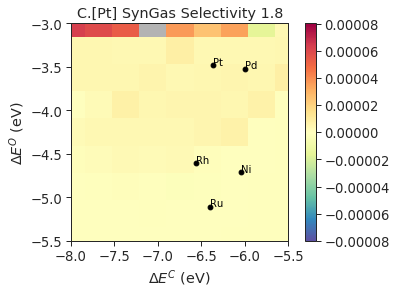 C.[Pt] SynGas Selectivity 1.8
−3.0
−3.5
−4.0
−4.5
−5.0
−5.5
ΔE^O (eV)
Pt
Pd
Rh
Ni
Ru
−8.0 −7.5 −7.0 −6.5 −6.0 −5.5
ΔE^C (eV)
0.00008
0.00006
0.00004
0.00002
0.00000
−0.00002
−0.00004
−0.00006
−0.00008